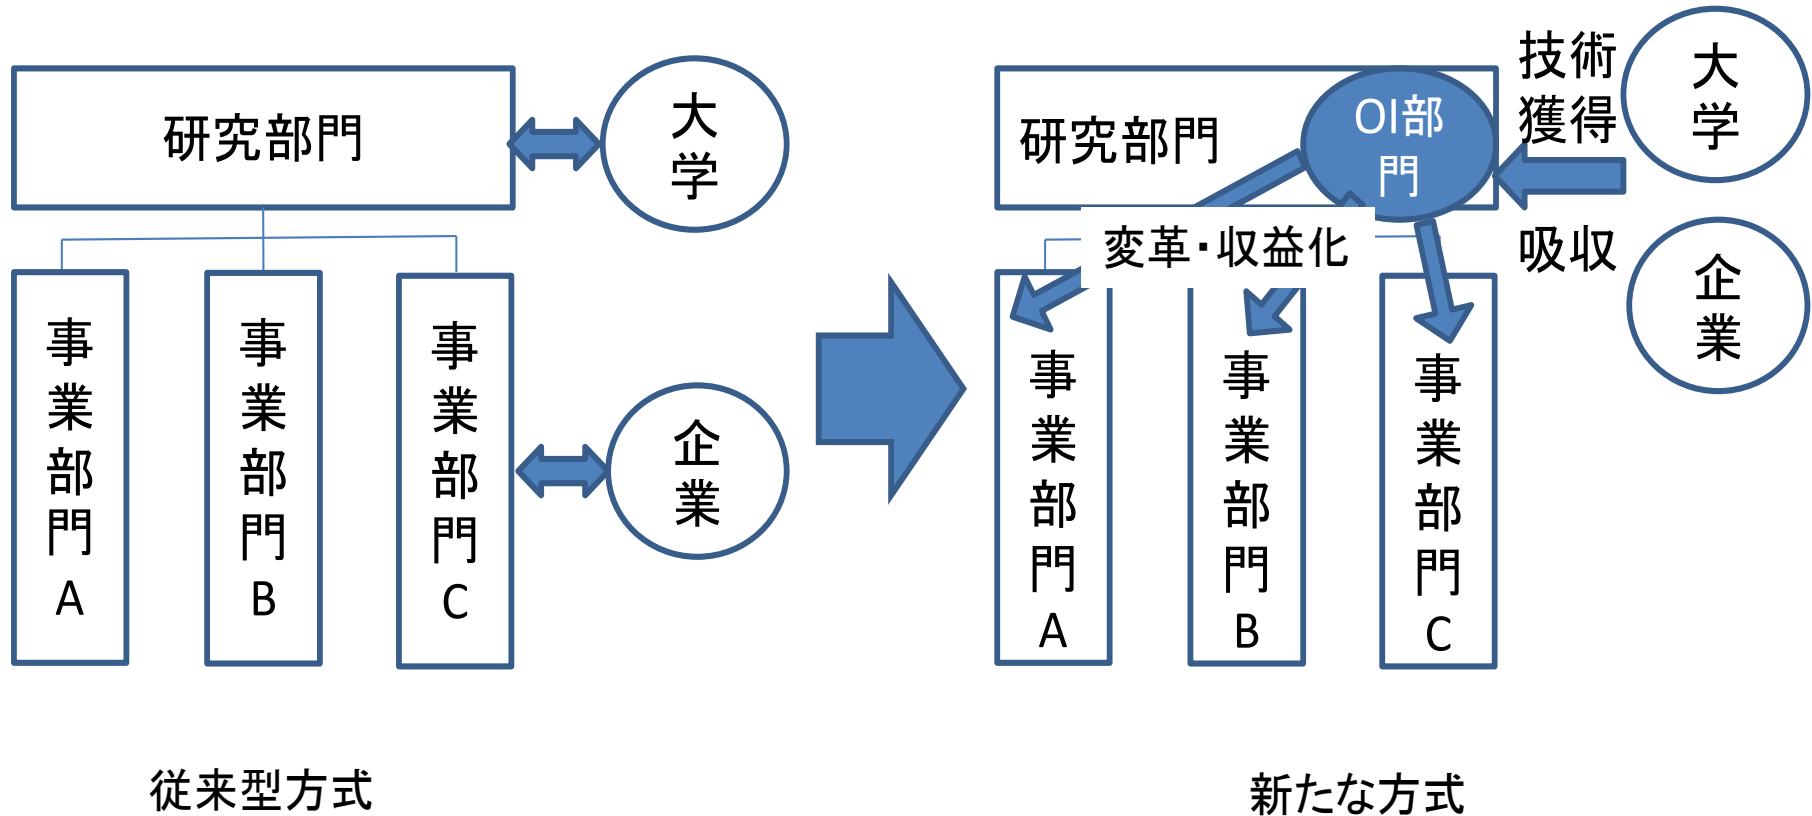 研究部門
大
学
事
業
部
門
A
事
業
部
門
B
事
業
部
門
C
企
業
従来型方式
研究部門
OI部
門
技術
獲得
吸収
大
学
企
業
変革・収益化
事
業
部
門
A
事
業
部
門
B
事
業
部
門
C
新たな方式